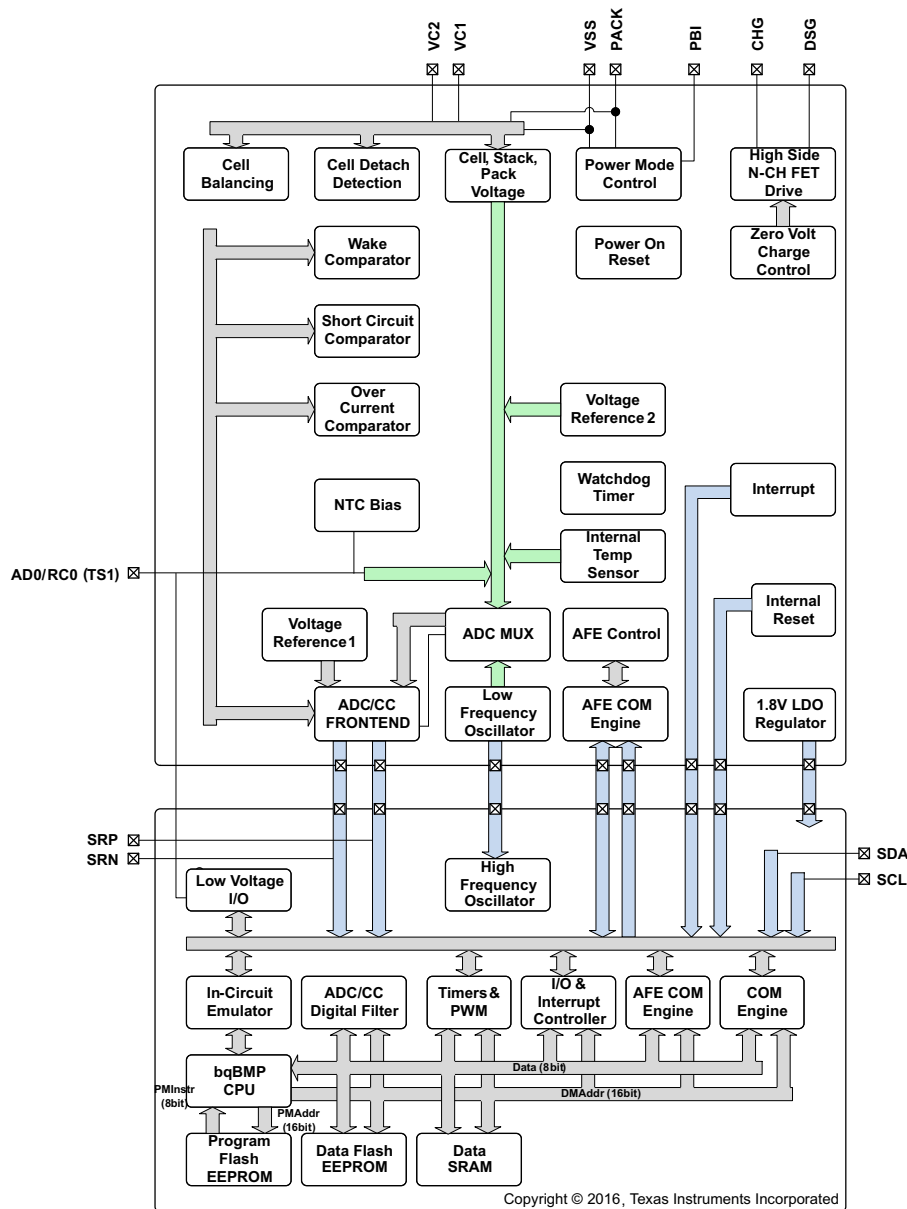 VC2
VC1
VSS
PACK
PBI
CHG
DSG
Cell
Balancing
Cell Detach
Detection
Cell, Stack,
Pack
Voltage
Power Mode
Control
High Side
N-CH FET
Drive
Wake
Comparator
Power On
Reset
Zero Volt
Charge
Control
Short Circuit
Comparator
Over
Current
Comparator
Voltage
Reference 2
NTC Bias
Watchdog
Timer
Interrupt
AD0/RC0 (TS1)
Internal
Temp
Sensor
Voltage
Reference 1
ADC MUX
AFE Control
Internal
Reset
ADC/CC
FRONTEND
Low
Frequency
Oscillator
AFE COM
Engine
1.8V LDO
Regulator
SRP
SRN
SDA
SCL
Low Voltage
I/O
High
Frequency
Oscillator
In-Circuit
Emulator
ADC/CC
Digital Filter
Timers &
PWM
I/O &
Interrupt
Controller
AFE COM
Engine
COM
Engine
bqBMP
CPU
Data (8bit)
DMAddr (16bit)
PMInstr
(8bit)
PMAddr
(16bit)
Program
Flash
EEPROM
Data Flash
EEPROM
Data
SRAM
Copyright © 2016, Texas Instruments Incorporated